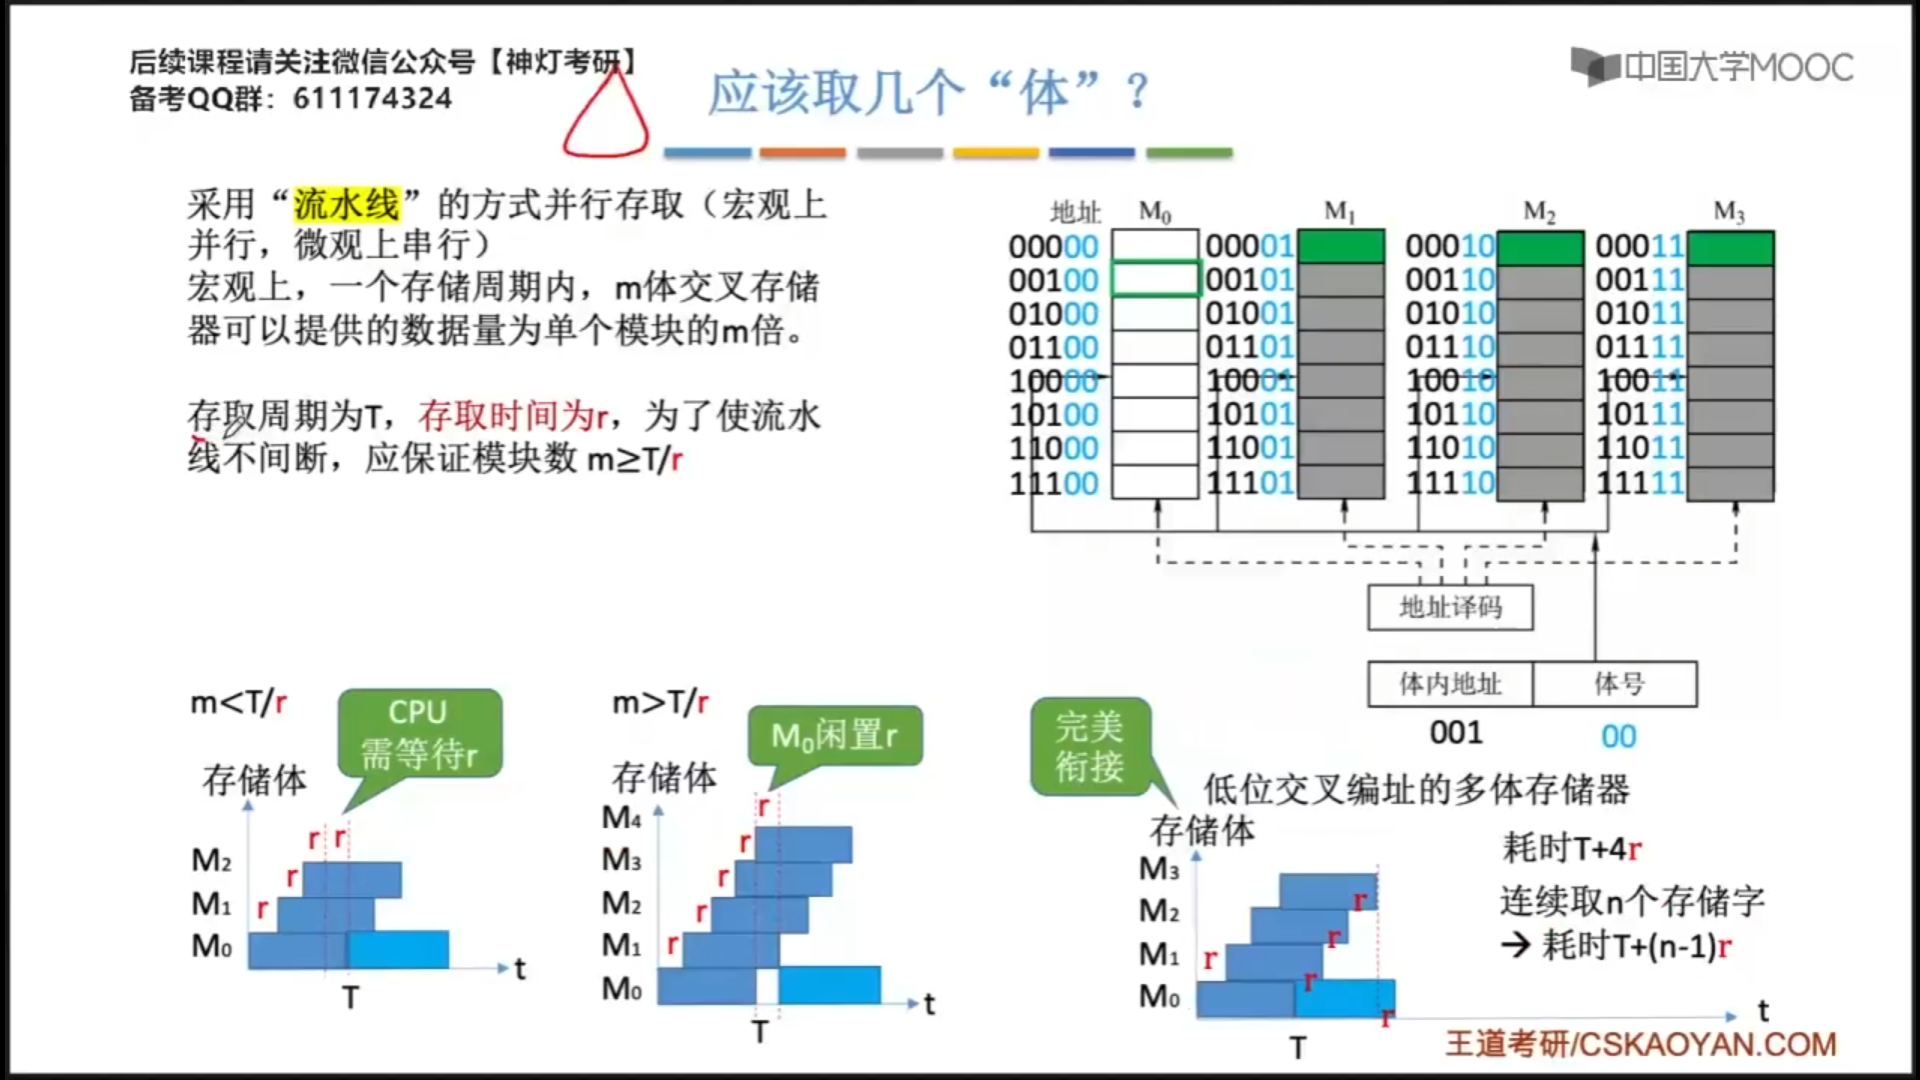 后续课程请关注微信公众号【神灯考研】
备考QQ群：611174324
中国大学MOOC
应该取几个“体”？
采用“流水线”的方式并行存取（宏观上
并行，微观上串行）
宏观上，一个存储周期内，m体交叉存储
器可以提供的数据量为单个模块的m倍。
存取周期为T，存取时间为r，为了使流水
线不间断，应保证模块数 m≥T/r
地址 M0 M1 M2 M3
00000 00001 00010 00011
00100 00101 00110 00111
01000 01001 01010 01011
01100 01101 01110 01111
10000 10001 10010 10011
10100 10101 10110 10111
11000 11001 11010 11011
11100 11101 11110 11111
地址译码
体内地址 体号
001 00
低位交叉编址的多体存储器
m<T/r
CPU
需等待r
存储体
r r
M2 r
M1 r
M0
t
T
m>T/r
M0闲置r
存储体
r
M4
r
M3
r
M2
r
M1
r
M0
t
T
完美
衔接
存储体
M3
r
M2
r
M1 r
r
M0
r
t
T
耗时T+4r
连续取n个存储字
→ 耗时T+(n-1)r
王道考研/CSKAOYAN.COM